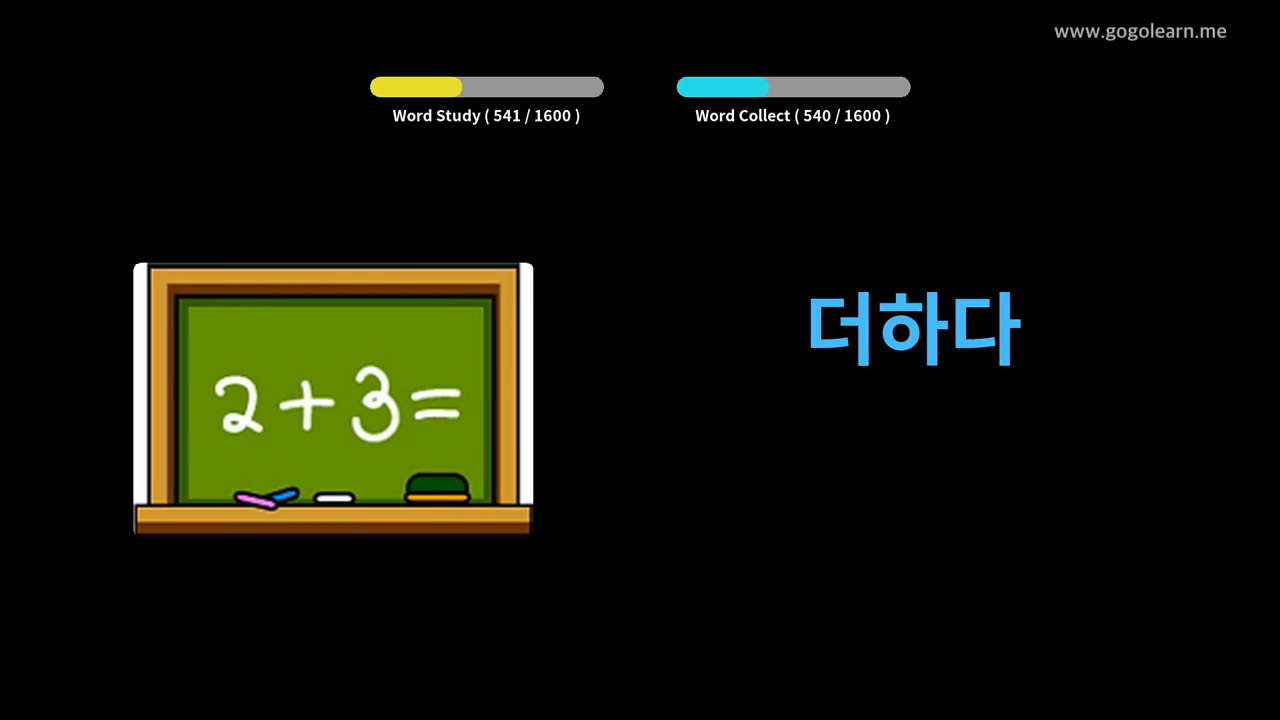 www.gogolearn.me
Word Study ( 541 / 1600 )
Word Collect ( 540 / 1600 )
더하다
2 + 3 =